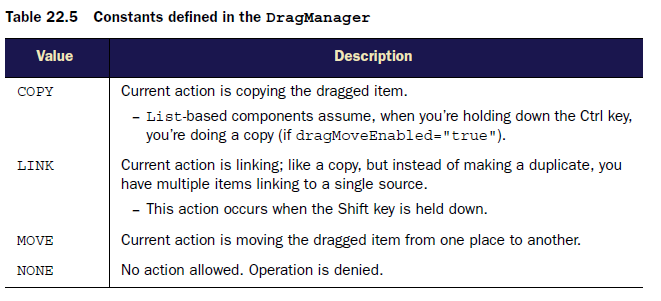 Table 22.5 Constants defined in the DragManager
Value Description
COPY Current action is copying the dragged item.
– List-based components assume, when you're holding down the Ctrl key,
you're doing a copy (if dragMoveEnabled="true").
LINK Current action is linking; like a copy, but instead of making a duplicate, you
have multiple items linking to a single source.
– This action occurs when the Shift key is held down.
MOVE Current action is moving the dragged item from one place to another.
NONE No action allowed. Operation is denied.